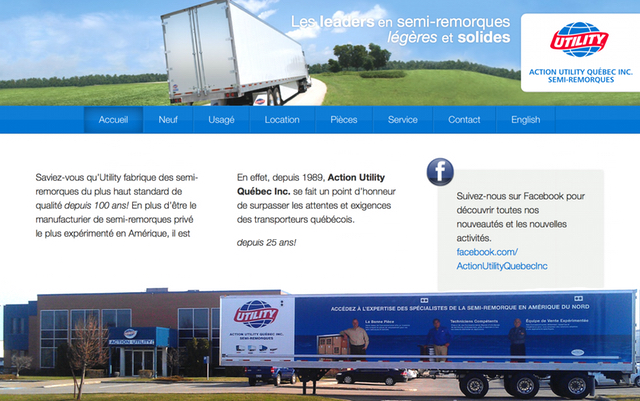 Les leaders en semi-remorques
légères et solides
UTILITY
ACTION UTILITY QUÉBEC INC.
SEMI-REMORQUES
Accueil
Neuf
Usagé
Location
Pièces
Service
Contact
English
Saviez-vous qu'Utility fabrique des semi-
remorques du plus haut standard de
qualité depuis 100 ans! En plus d'être le
manufacturier de semi-remorques privé
le plus expérimenté en Amérique, il est
En effet, depuis 1989, Action Utility
Québec Inc. se fait un point d'honneur
de surpasser les attentes et exigences
des transporteurs québécois.
depuis 25 ans!
f
Suivez-nous sur Facebook pour
découvrir toutes nos
nouveautés et les nouvelles
activités.
facebook.com/
ActionUtilityQuebecInc
ACTION UTILITY
UTILITY
ACTION UTILITY QUÉBEC INC.
SEMI-REMORQUES
ACCÉDEZ À L'EXPERTISE DES SPÉCIALISTES DE LA SEMI-REMORQUE EN AMÉRIQUE DU NORD
La Bonne Pièce
Techniciens Compétents
Équipe de Vente Expérimentée